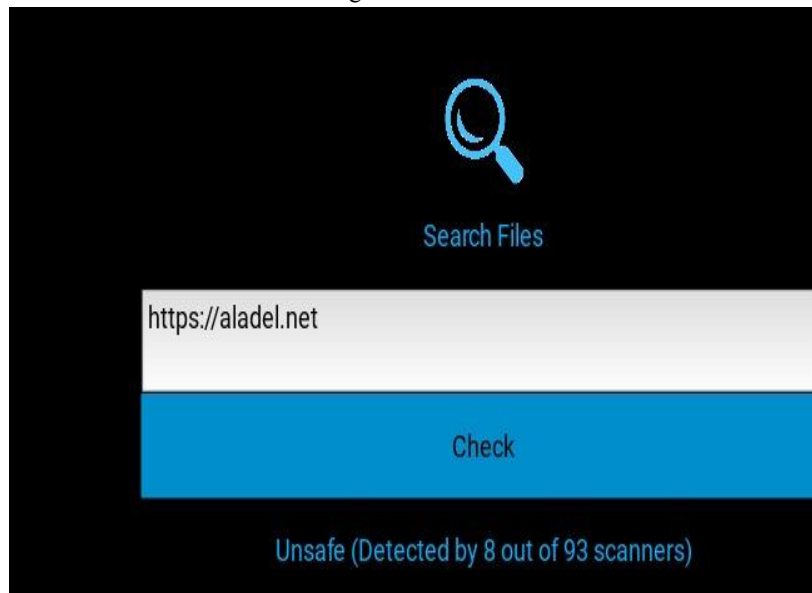 Search Files
https://aladel.net
Check
Unsafe (Detected by 8 out of 93 scanners)